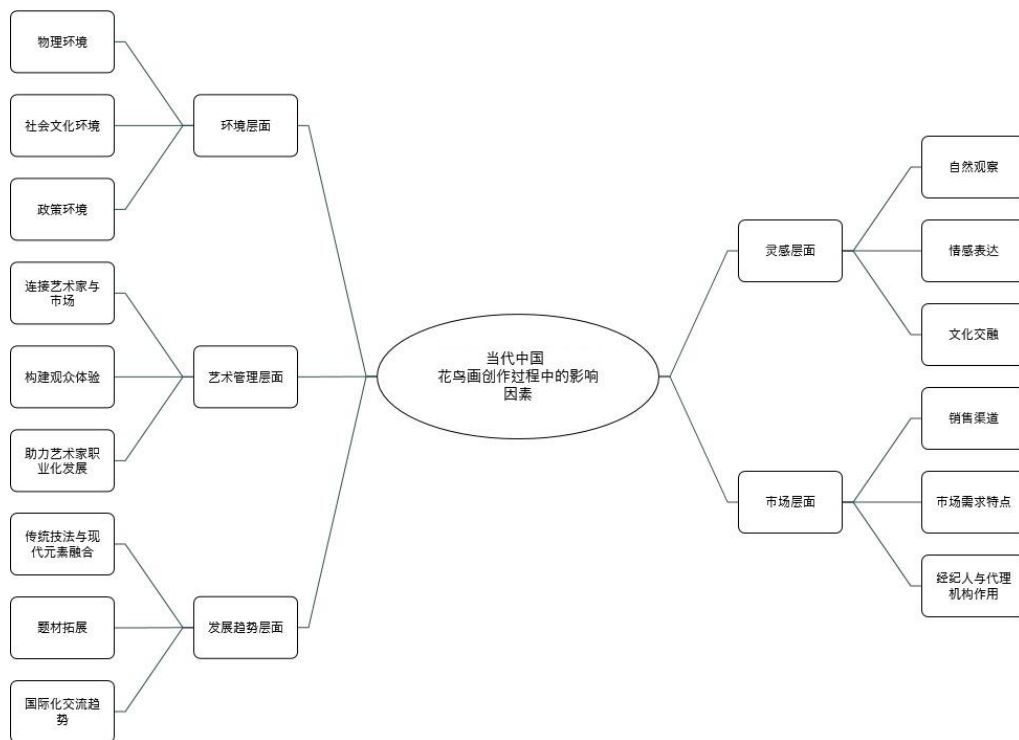 物理环境
社会文化环境
政策环境
环境层面
连接艺术家与
市场
构建观众体验
助力艺术家职
业化发展
艺术管理层面
传统技法与现
代元素融合
题材拓展
国际化交流趋
势
发展趋势层面
当代中国
花鸟画创作过程中的影响
因素
灵感层面
自然观察
情感表达
文化交融
市场层面
销售渠道
市场需求特点
经纪人与代理
机构作用